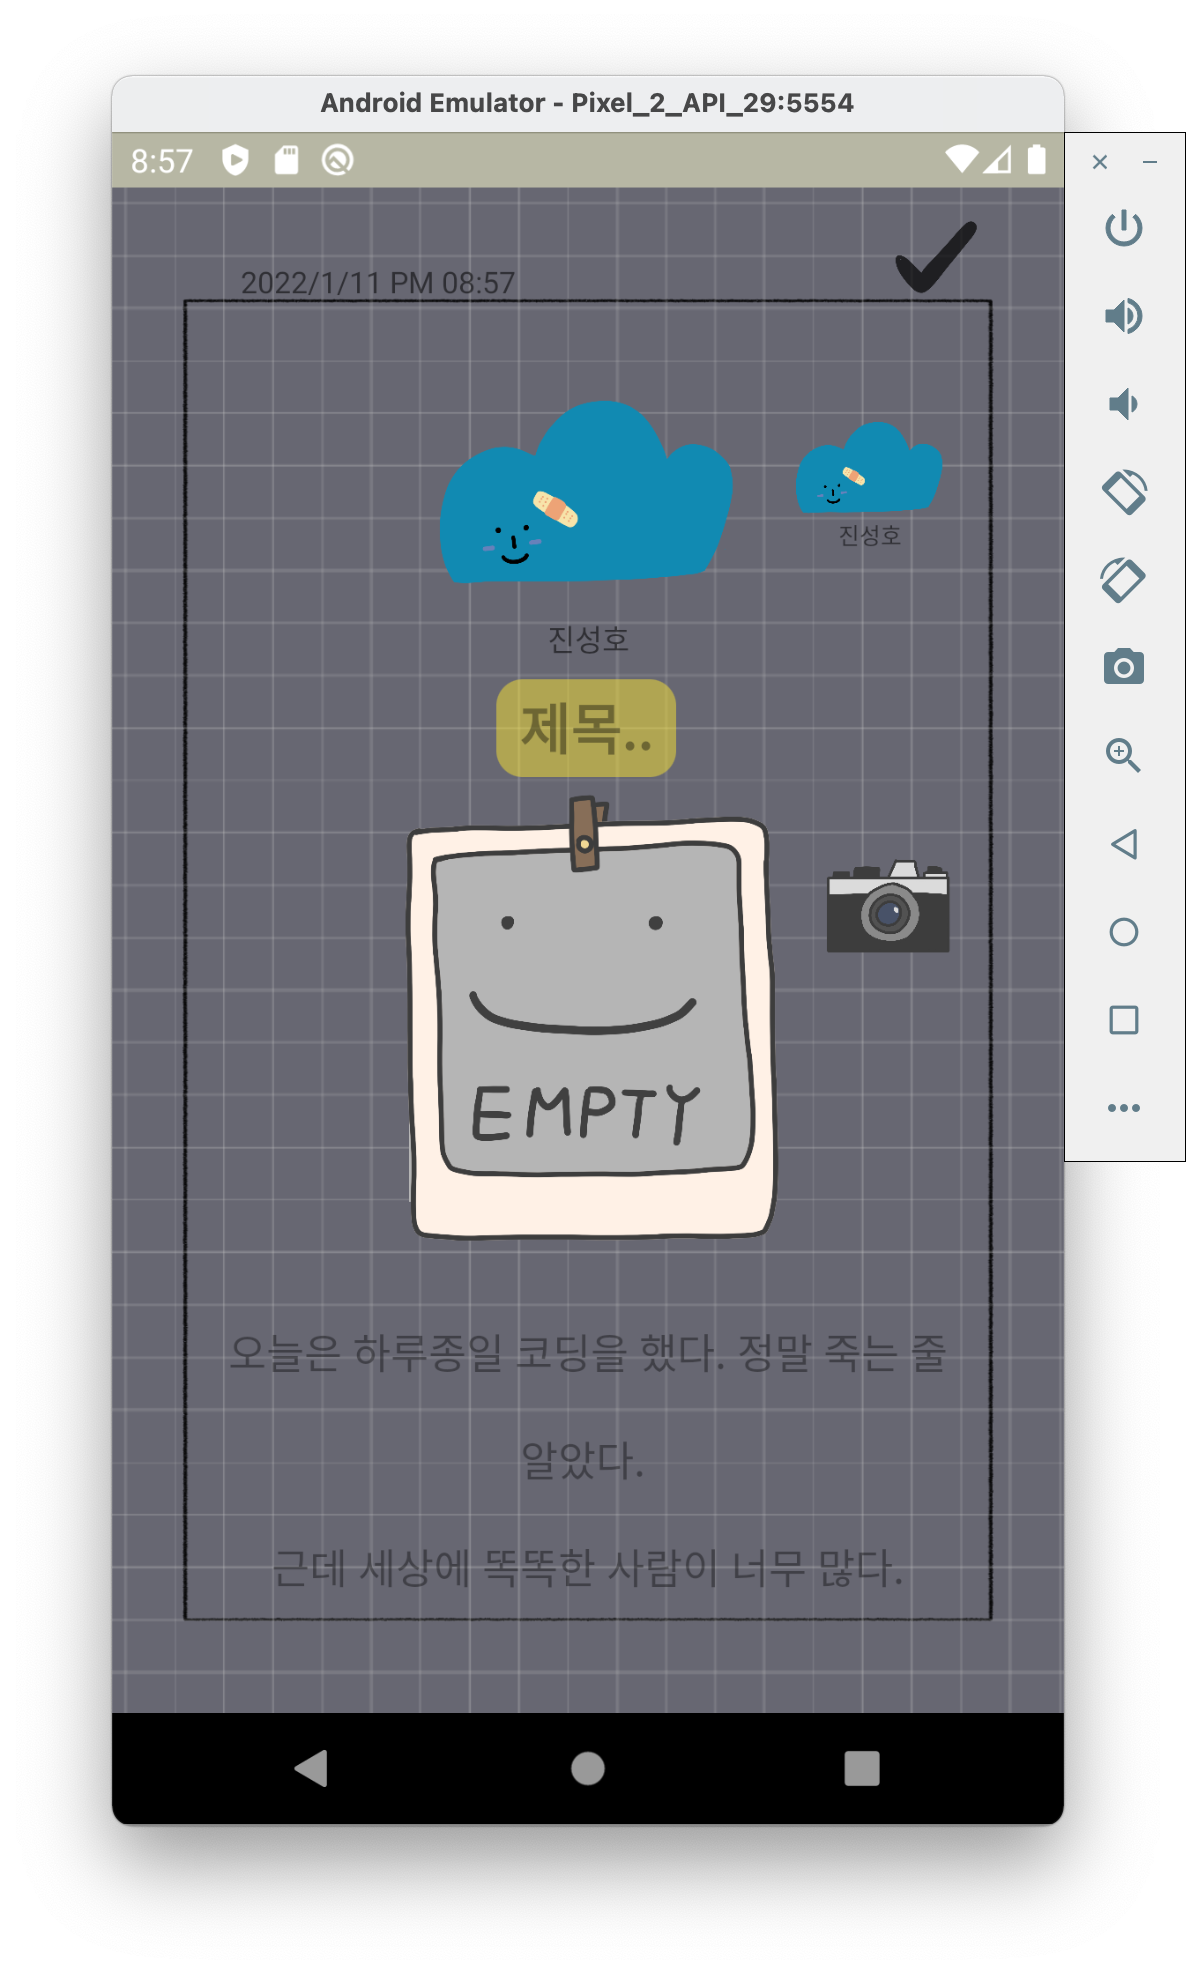 Android Emulator - Pixel_2_API_29:5554
8:57
2022/1/11 PM 08:57
진성호
진성호
제목..
EMPTY
오늘은 하루종일 코딩을 했다. 정말 죽는 줄
알았다.
근데 세상에 똑똑한 사람이 너무 많다.